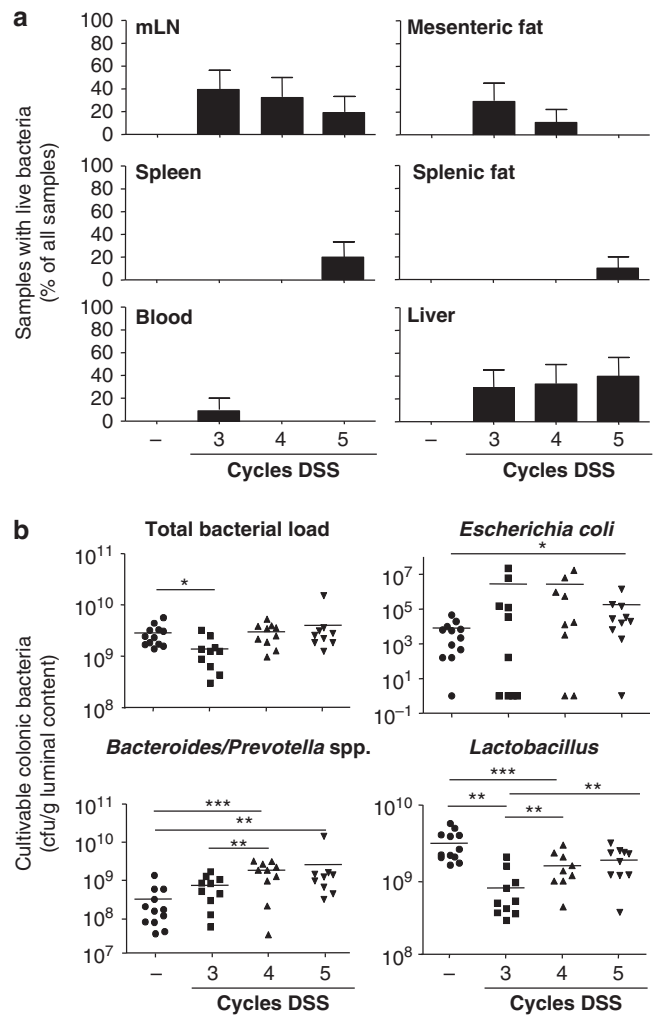 a
Samples with live bacteria
(% of all samples)
mLN
Mesenteric fat
100
80
60
40
20
0
Spleen
Splenic fat
100
80
60
40
20
0
Blood
Liver
100
80
60
40
20
0
– 3 4 5
– 3 4 5
Cycles DSS
Cycles DSS
b
Cultivable colonic bacteria
(cfu/g luminal content)
Total bacterial load
Escherichia coli
10¹¹
10¹⁰
10⁹
10⁸
*
10⁷
10⁵
10³
10¹
10⁻¹
*
Bacteroides/Prevotella spp.
Lactobacillus
10¹¹
10¹⁰
10⁹
10⁸
10⁷
***
**
**
10¹⁰
10⁹
10⁸
***
** **
**
– 3 4 5
– 3 4 5
Cycles DSS
Cycles DSS